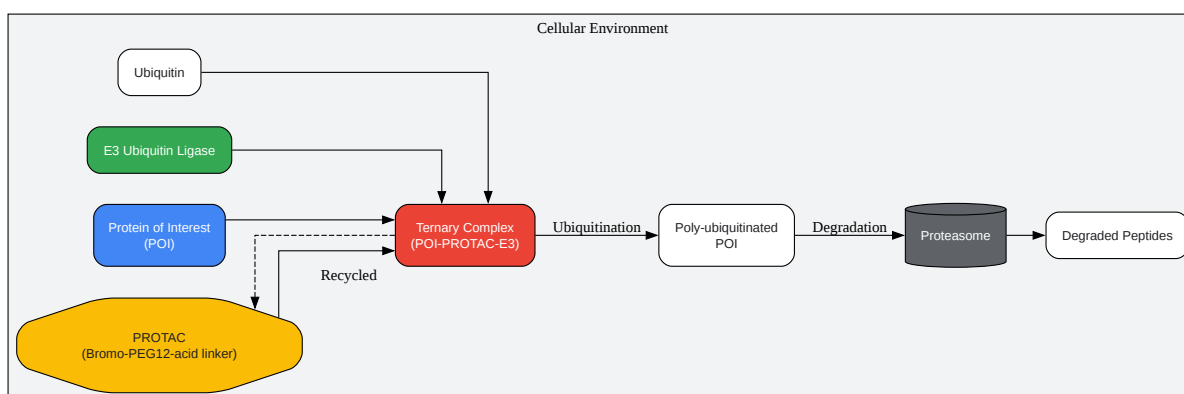 Cellular Environment
Ubiquitin
E3 Ubiquitin Ligase
Protein of Interest
(POI)
Ternary Complex
(POI-PROTAC-E3)
Ubiquitination
Poly-ubiquitinated
POI
Degradation
Proteasome
Degraded Peptides
Recycled
PROTAC
(Bromo-PEG12-acid linker)